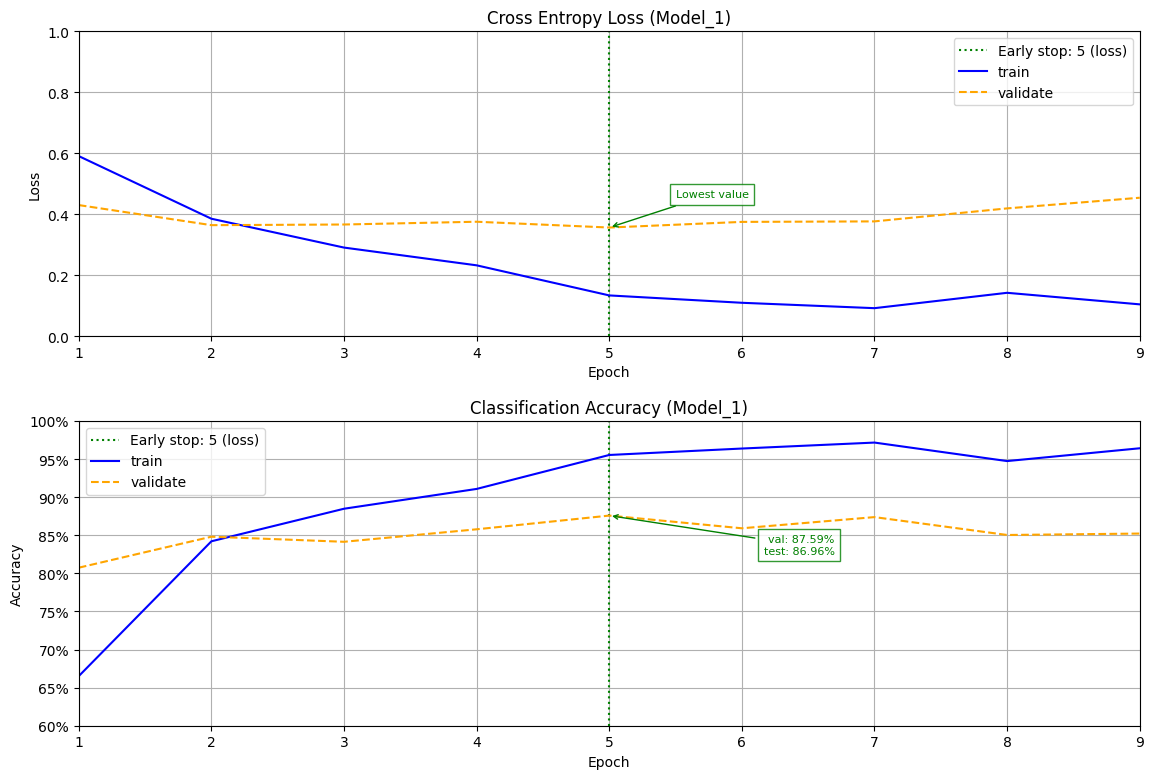 Cross Entropy Loss (Model_1)
1.0
0.8
0.6
0.4
0.2
0.0
Loss
Early stop: 5 (loss)
train
validate
Lowest value
1 2 3 4 5 6 7 8 9
Epoch
Classification Accuracy (Model_1)
100%
95%
90%
85%
80%
75%
70%
65%
60%
Accuracy
Early stop: 5 (loss)
train
validate
val: 87.59%
test: 86.96%
1 2 3 4 5 6 7 8 9
Epoch